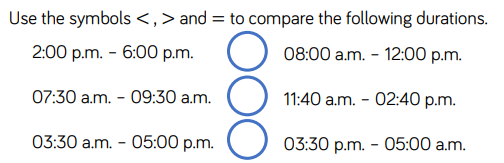 Use the symbols <, > and = to compare the following durations.
2:00 p.m. – 6:00 p.m. 08:00 a.m. – 12:00 p.m.
07:30 a.m. – 09:30 a.m. 11:40 a.m. – 02:40 p.m.
03:30 a.m. – 05:00 p.m. 03:30 p.m. – 05:00 a.m.